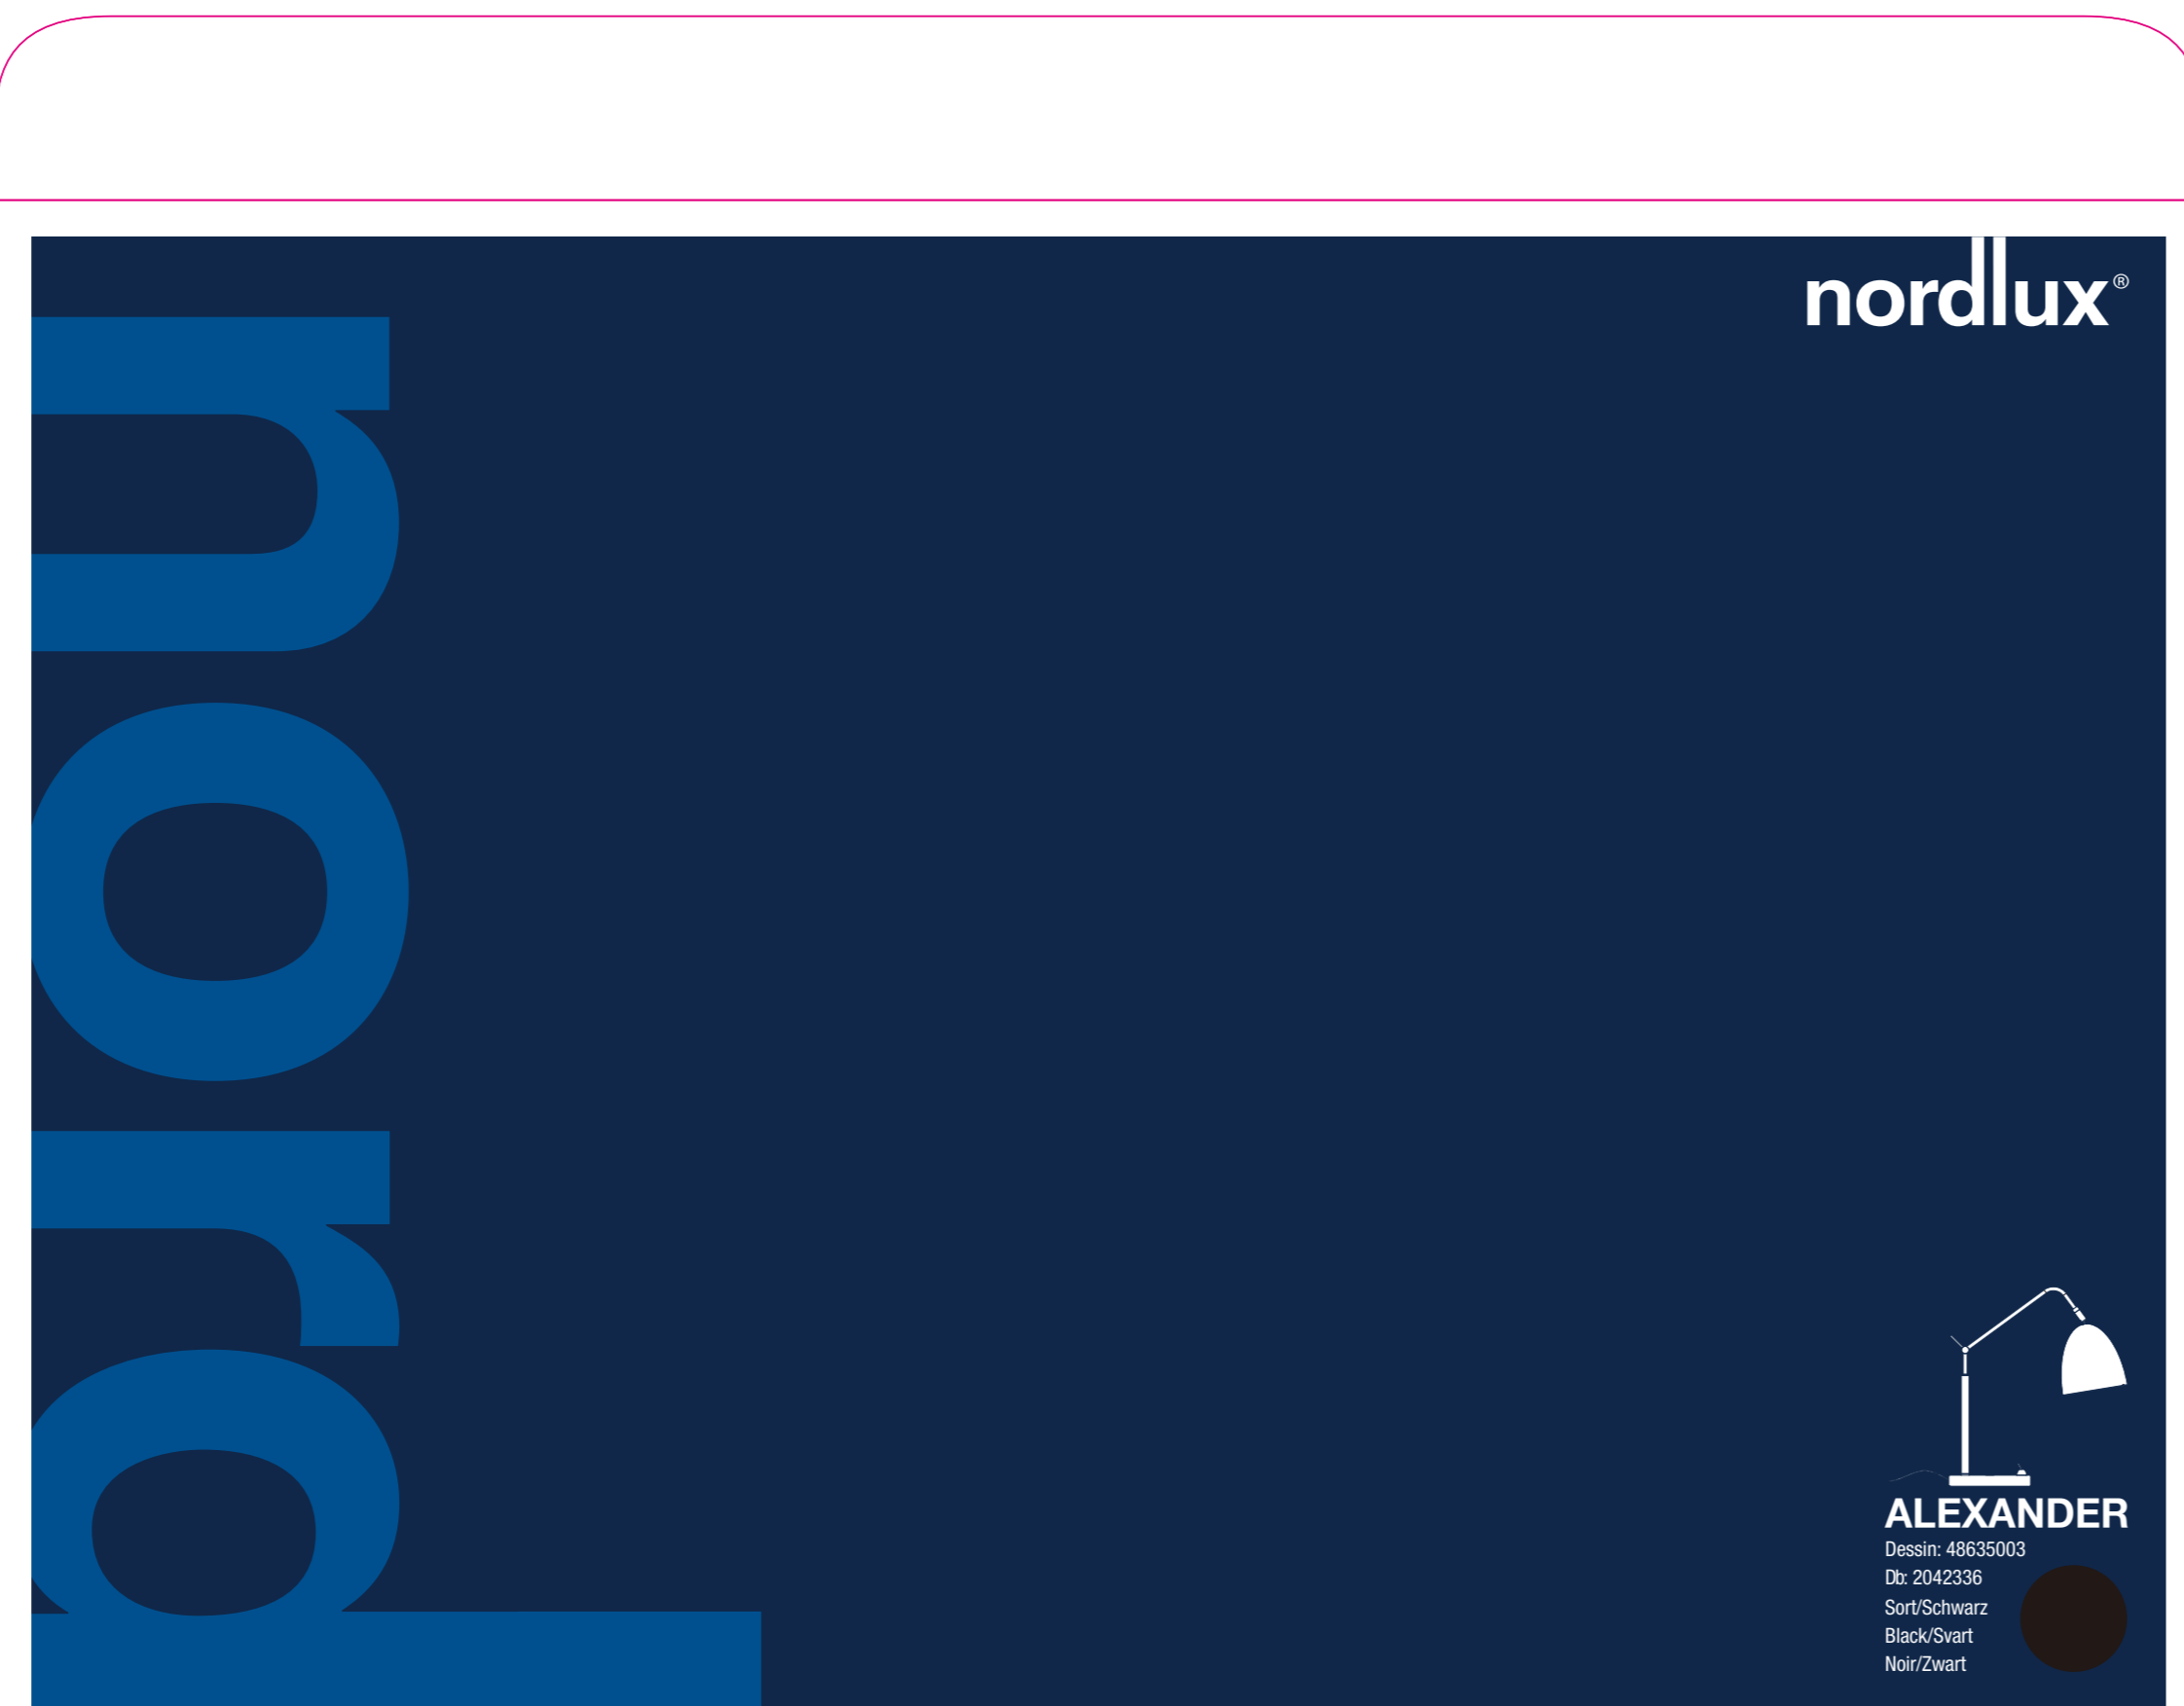 nordlux®
nord
ALEXANDER
Dessin: 48635003
Db: 2042336
Sort/Schwarz
Black/Svart
Noir/Zwart